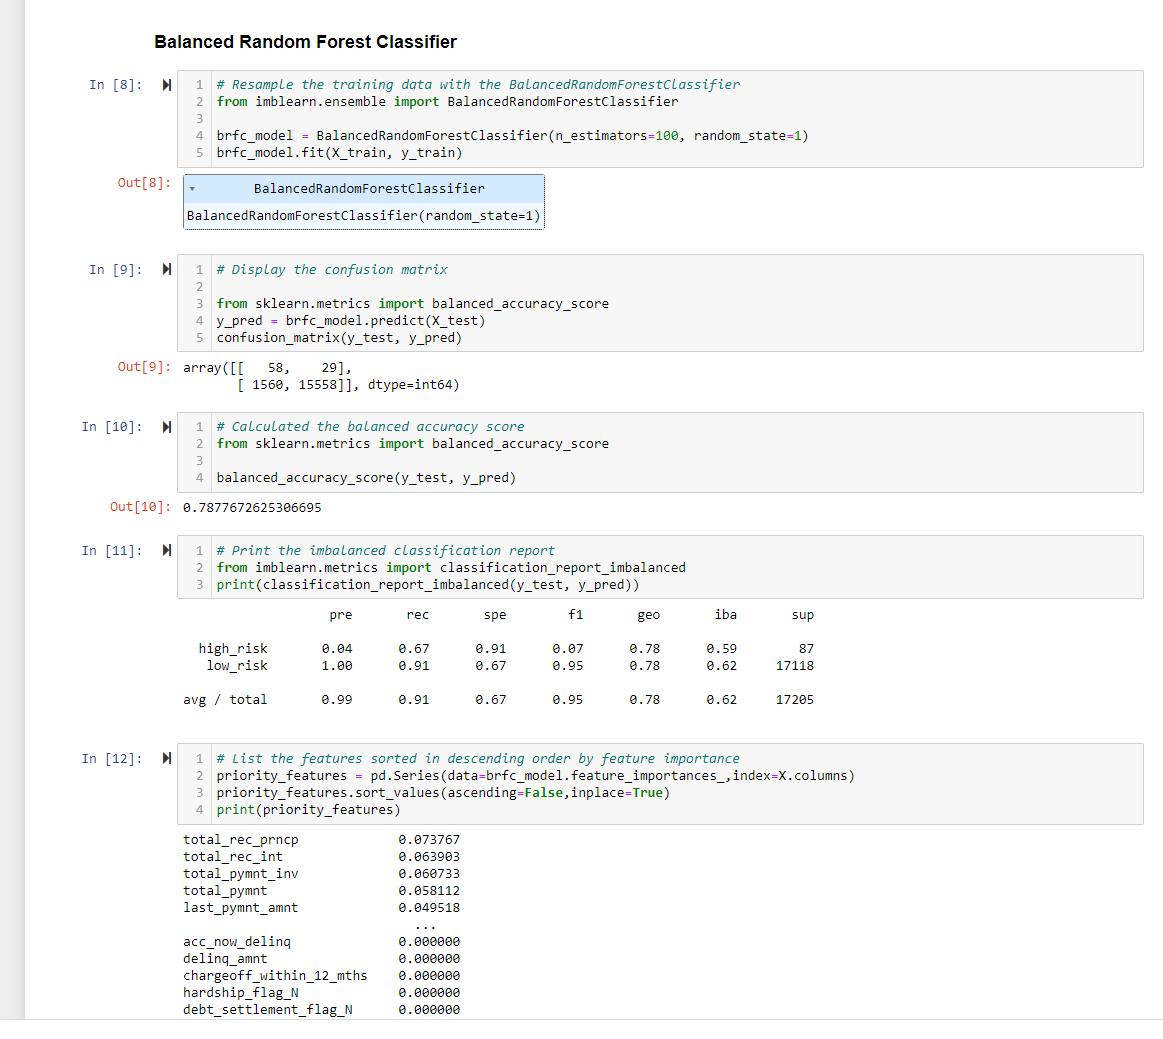 Balanced Random Forest Classifier
In [8]:
1 # Resample the training data with the BalancedRandomForestClassifier
2 from imblearn.ensemble import BalancedRandomForestClassifier
3
4 brfc_model = BalancedRandomForestClassifier(n_estimators=100, random_state=1)
5 brfc_model.fit(X_train, y_train)
Out[8]:
BalancedRandomForestClassifier
BalancedRandomForestClassifier(random_state=1)
In [9]:
1 # Display the confusion matrix
2
3 from sklearn.metrics import balanced_accuracy_score
4 y_pred = brfc_model.predict(X_test)
5 confusion_matrix(y_test, y_pred)
Out[9]: array([[   58,    29],
       [ 1560, 15558]], dtype=int64)
In [10]:
1 # Calculated the balanced accuracy score
2 from sklearn.metrics import balanced_accuracy_score
3
4 balanced_accuracy_score(y_test, y_pred)
Out[10]: 0.7877672625306695
In [11]:
1 # Print the imbalanced classification report
2 from imblearn.metrics import classification_report_imbalanced
3 print(classification_report_imbalanced(y_test, y_pred))
pre rec spe f1 geo iba sup
high_risk 0.04 0.67 0.91 0.07 0.78 0.59 87
low_risk 1.00 0.91 0.67 0.95 0.78 0.62 17118
avg / total 0.99 0.91 0.67 0.95 0.78 0.62 17205
In [12]:
1 # List the features sorted in descending order by feature importance
2 priority_features = pd.Series(data=brfc_model.feature_importances_,index=X.columns)
3 priority_features.sort_values(ascending=False,inplace=True)
4 print(priority_features)
total_rec_prncp 0.073767
total_rec_int 0.063903
total_pymnt_inv 0.060733
total_pymnt 0.058112
last_pymnt_amnt 0.049518
...
acc_now_delinq 0.000000
delinq_amnt 0.000000
chargeoff_within_12_mths 0.000000
hardship_flag_N 0.000000
debt_settlement_flag_N 0.000000